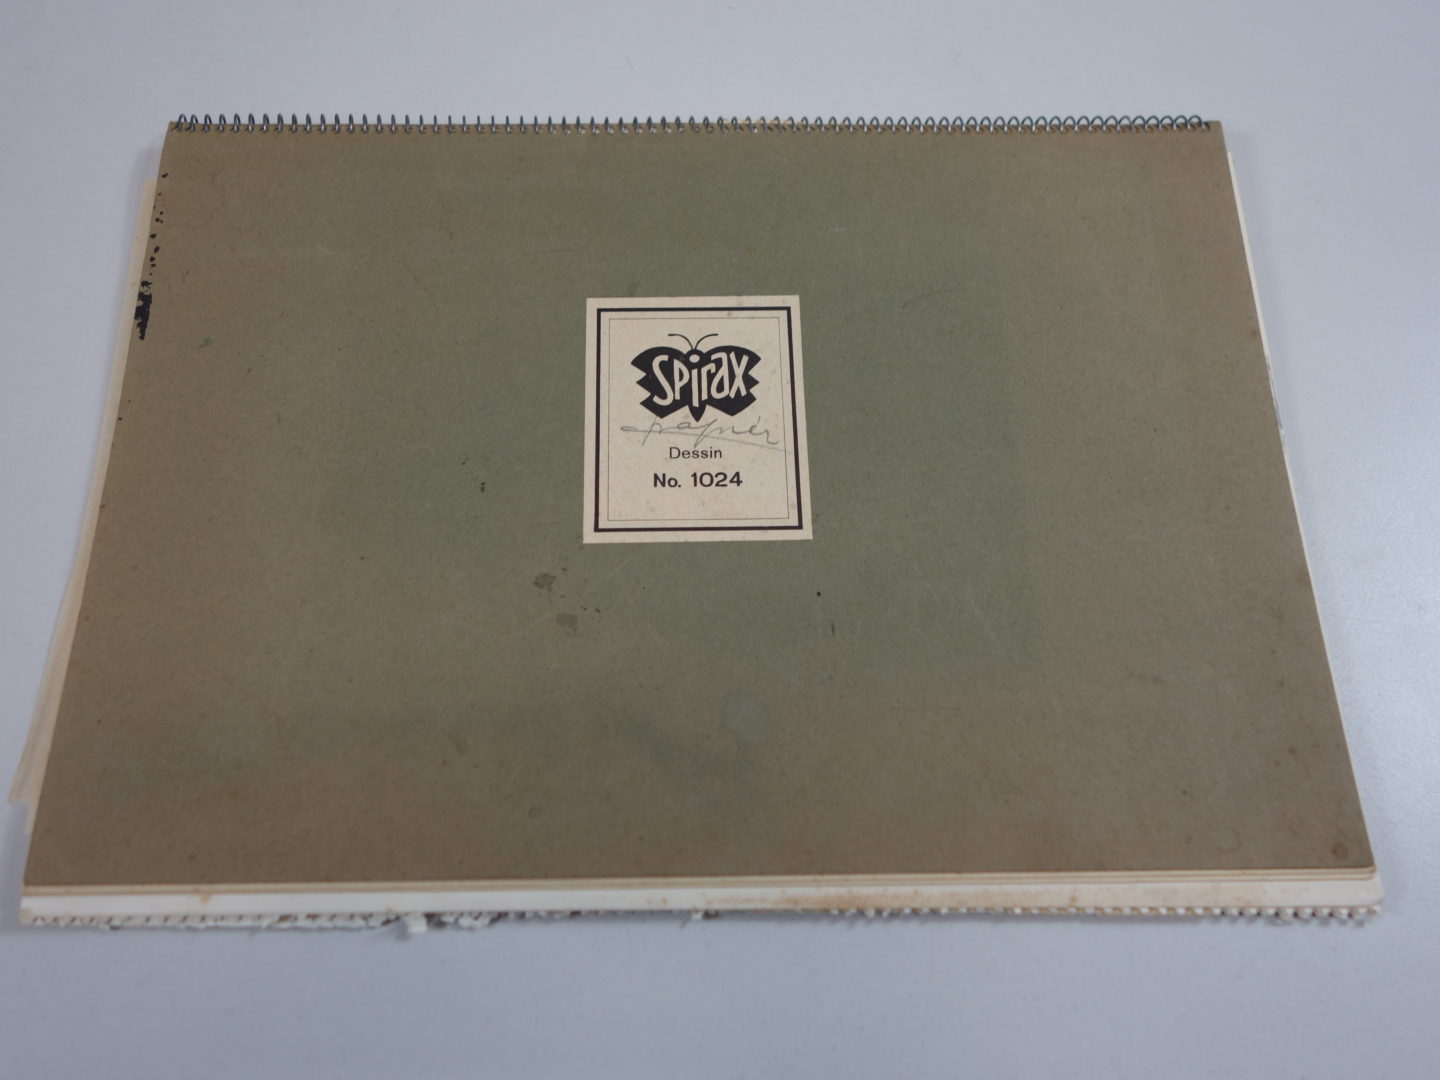 Spirax
Dessin
No. 1024